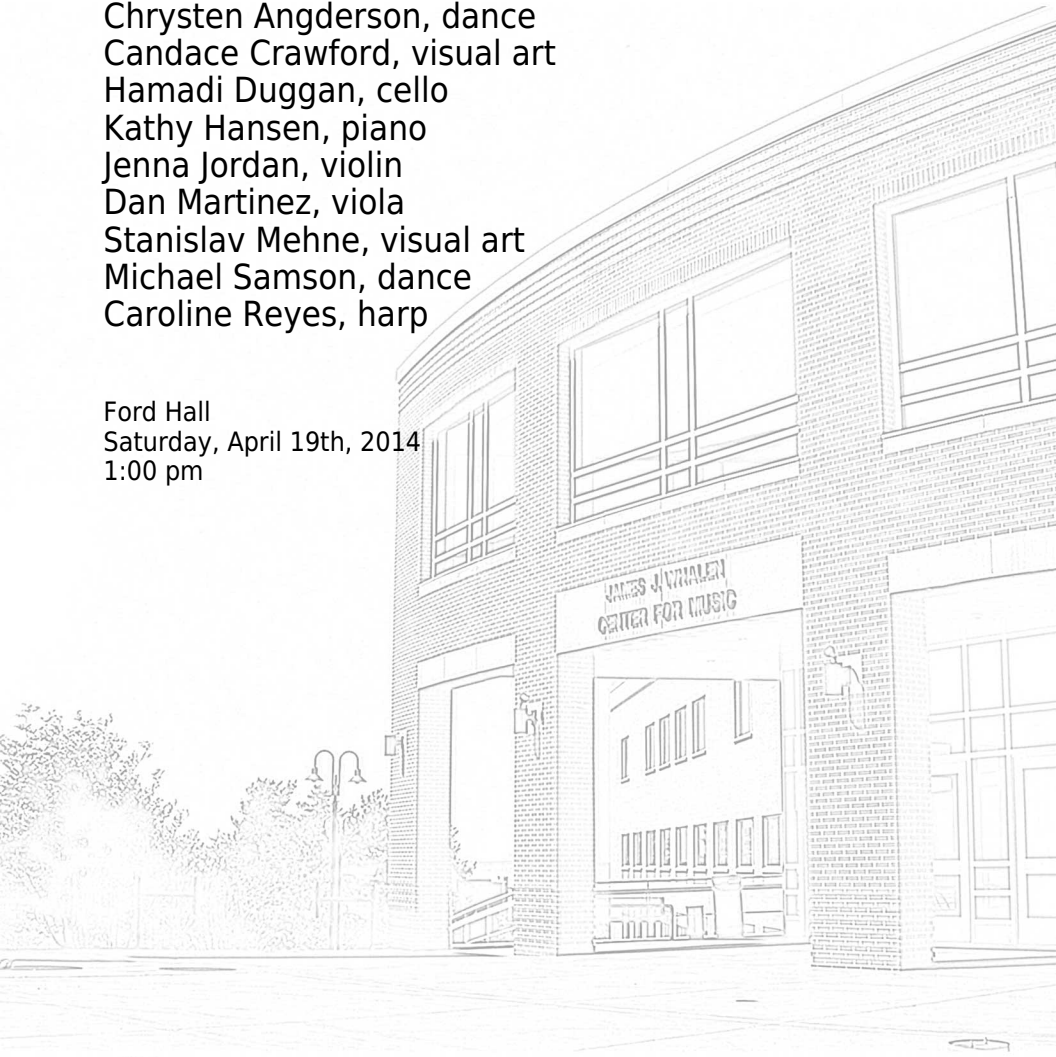 Chrysten Angderson, dance
Candace Crawford, visual art
Hamadi Duggan, cello
Kathy Hansen, piano
Jenna Jordan, violin
Dan Martinez, viola
Stanislav Mehne, visual art
Michael Samson, dance
Caroline Reyes, harp
Ford Hall
Saturday, April 19th, 2014
1:00 pm
JAMES J. WHALEN
CENTER FOR MUSIC